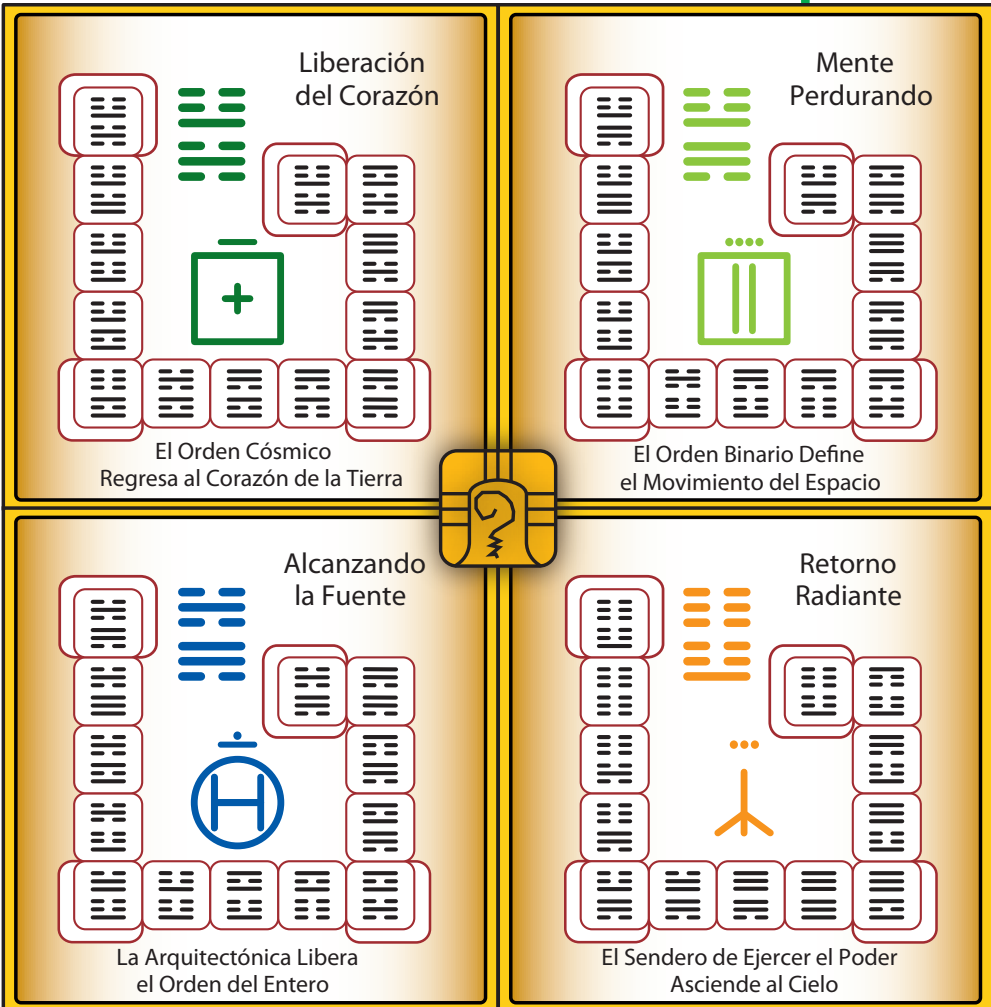 Liberación
del Corazón
El Orden Cósmico
Regresa al Corazón de la Tierra
Mente
Perdurando
El Orden Binario Define
el Movimiento del Espacio
Alcanzando
la Fuente
La Arquitectónica Libera
el Orden del Entero
Retorno
Radiante
El Sendero de Ejercer el Poder
Asciende al Cielo